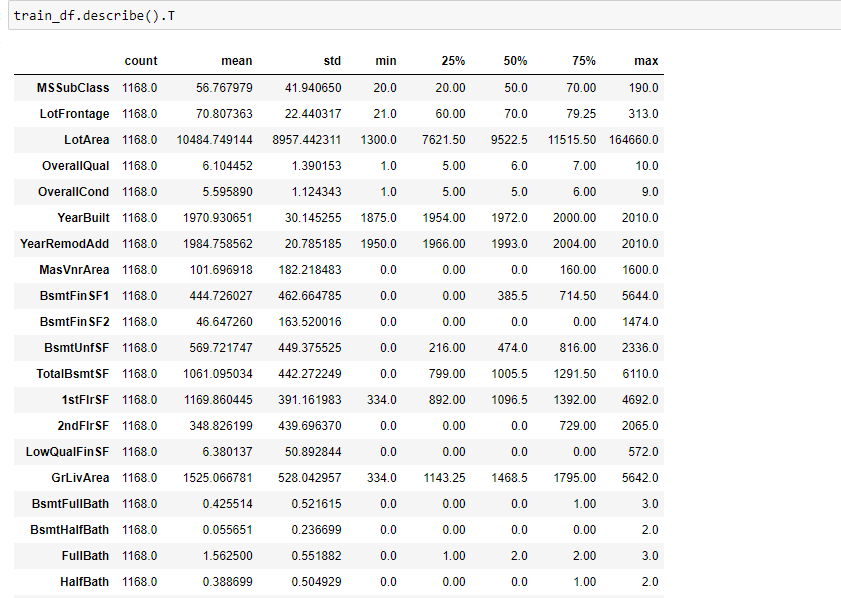 train_df.describe().T
count mean std min 25% 50% 75% max
MSSubClass 1168.0 56.767979 41.940650 20.0 20.00 50.0 70.00 190.0
LotFrontage 1168.0 70.807363 22.440317 21.0 60.00 70.0 79.25 313.0
LotArea 1168.0 10484.749144 8957.442311 1300.0 7621.50 9522.5 11515.50 164660.0
OverallQual 1168.0 6.104452 1.390153 1.0 5.00 6.0 7.00 10.0
OverallCond 1168.0 5.595890 1.124343 1.0 5.00 5.0 6.00 9.0
YearBuilt 1168.0 1970.930651 30.145255 1875.0 1954.00 1972.0 2000.00 2010.0
YearRemodAdd 1168.0 1984.758562 20.785185 1950.0 1966.00 1993.0 2004.00 2010.0
MasVnrArea 1168.0 101.696918 182.218483 0.0 0.00 0.0 160.00 1600.0
BsmtFinSF1 1168.0 444.726027 462.664785 0.0 0.00 385.5 714.50 5644.0
BsmtFinSF2 1168.0 46.647260 163.520016 0.0 0.00 0.0 0.00 1474.0
BsmtUnfSF 1168.0 569.721747 449.375525 0.0 216.00 474.0 816.00 2336.0
TotalBsmtSF 1168.0 1061.095034 442.272249 0.0 799.00 1005.5 1291.50 6110.0
1stFlrSF 1168.0 1169.860445 391.161983 334.0 892.00 1096.5 1392.00 4692.0
2ndFlrSF 1168.0 348.826199 439.696370 0.0 0.00 0.0 729.00 2065.0
LowQualFinSF 1168.0 6.380137 50.892844 0.0 0.00 0.0 0.00 572.0
GrLivArea 1168.0 1525.066781 528.042957 334.0 1143.25 1468.5 1795.00 5642.0
BsmtFullBath 1168.0 0.425514 0.521615 0.0 0.00 0.0 1.00 3.0
BsmtHalfBath 1168.0 0.055651 0.236699 0.0 0.00 0.0 0.00 2.0
FullBath 1168.0 1.562500 0.551882 0.0 1.00 2.0 2.00 3.0
HalfBath 1168.0 0.388699 0.504929 0.0 0.00 0.0 1.00 2.0